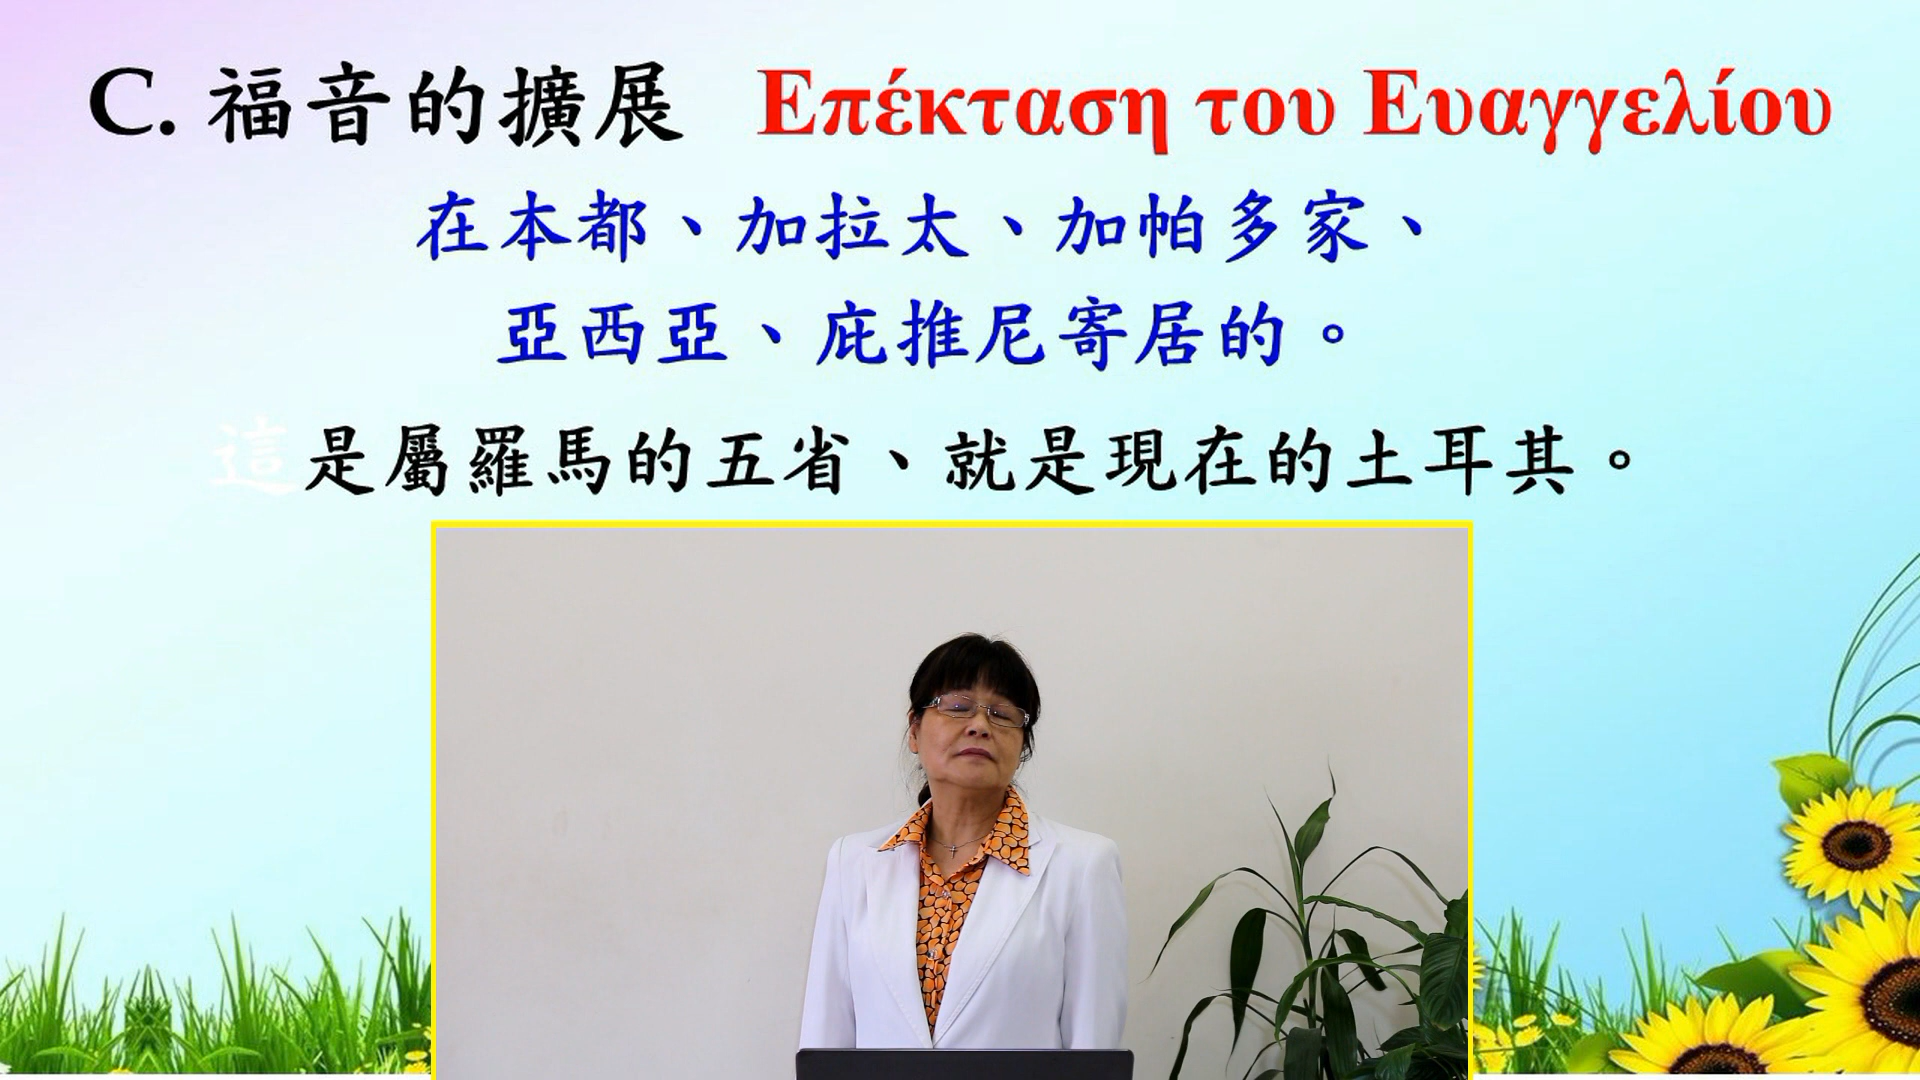 C. 福音的擴展 Επέκταση του Ευαγγελίου
在本都、加拉太、加帕多家、
亞西亞、庇推尼寄居的。
這是屬羅馬的五省、就是現在的土耳其。